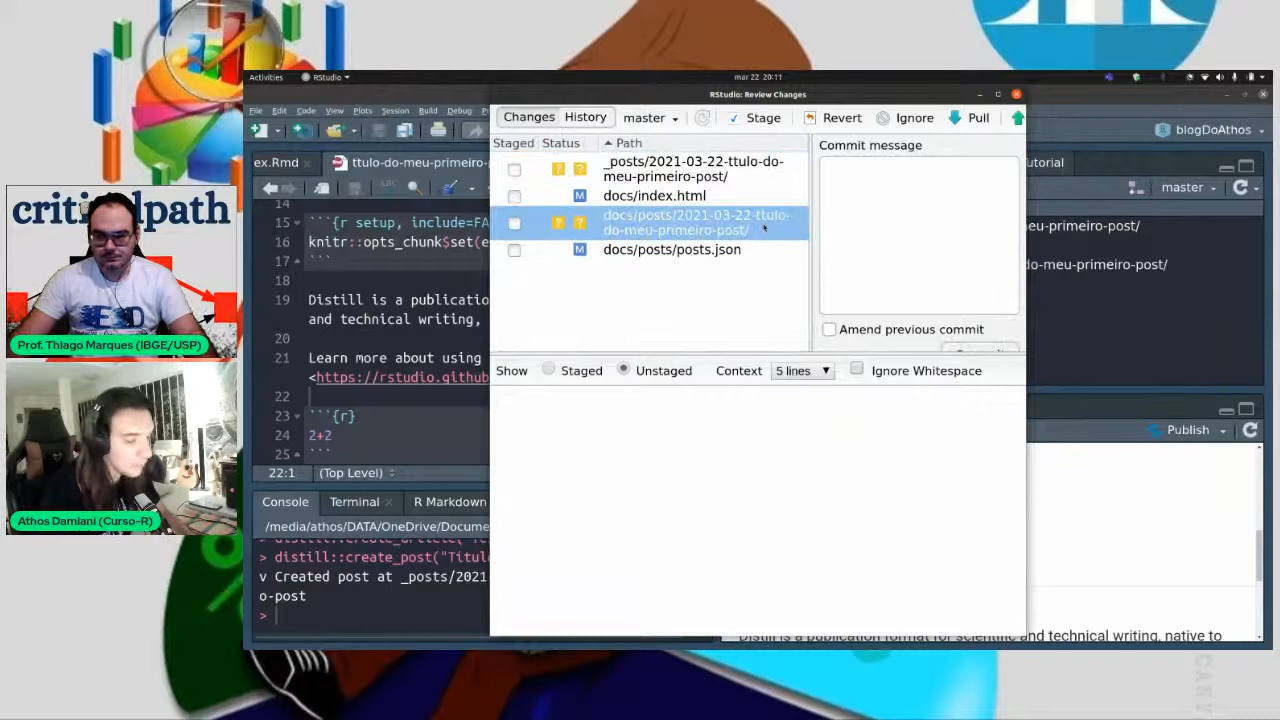 Activities RStudio mar 22 20:11
RStudio: Review Changes
File Edit Code View Plots Session Build Debug
Changes History master Stage Revert Ignore Pull
blogDoAthos
Staged Status Path
_posts/2021-03-22-ttulo-do-
meu-primeiro-post/
docs/index.html
docs/posts/2021-03-22-ttulo-
do-meu-primeiro-post/
docs/posts/posts.json
Commit message
Amend previous commit
Show Staged Unstaged Context 5 lines Ignore Whitespace
ex.Rmd ttulo-do-meu-primeiro-
14
15 ```{r setup, include=FA
16 knitr::opts_chunk$set(e
17 ```
18
19 Distill is a publicatio
and technical writing,
20
21 Learn more about using
<https://rstudio.github
22
23 ```{r}
24 2+2
25 ```
22:1 (Top Level)
Console Terminal R Markdown
/media/athos/DATA/OneDrive/Docume
> distill::create_post("Titul
v Created post at _posts/2021
o-post
>
torial
master
ro-post/
do-meu-primeiro-post/
Publish
Distill is a publication format for scientific and technical writing, native to
criticalpath
Prof. Thiago Marques (IBGE/USP)
Athos Damiani (Curso-R)